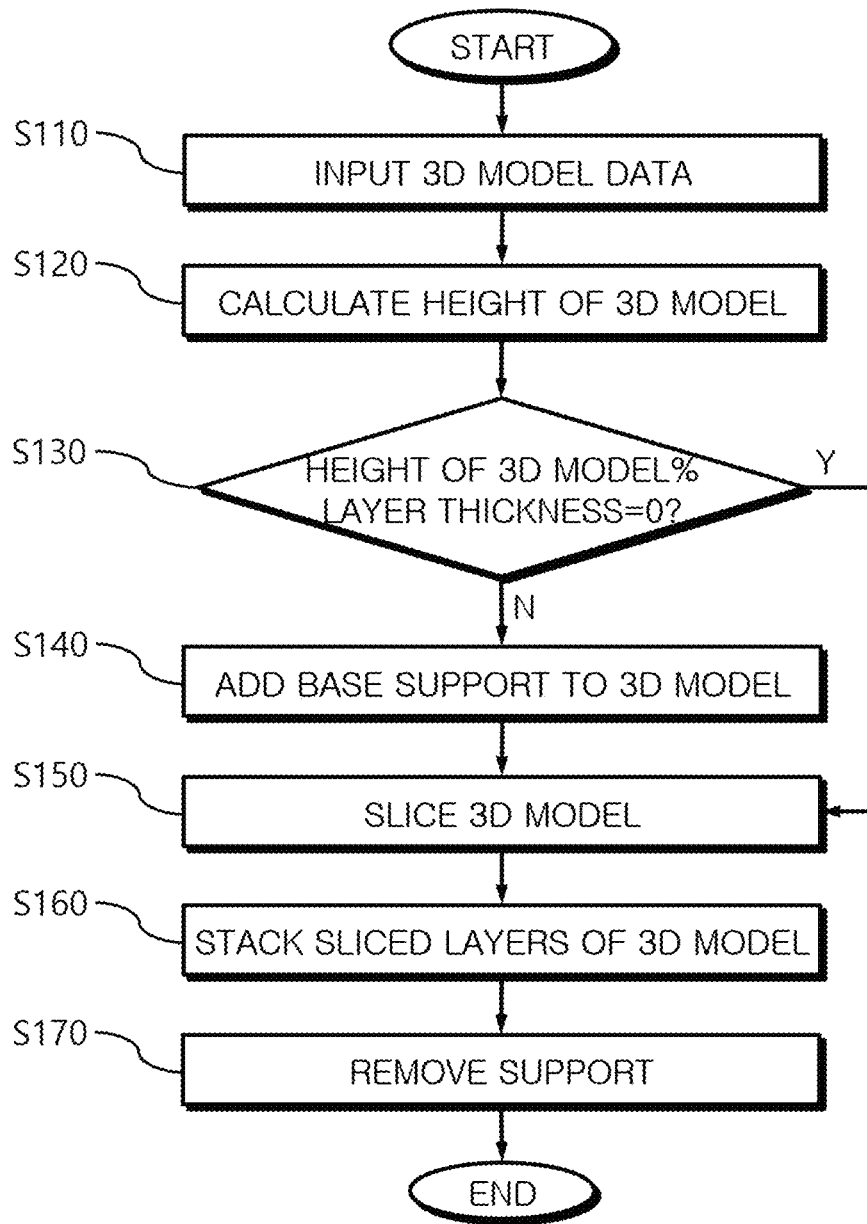 START
S110
INPUT 3D MODEL DATA
S120
CALCULATE HEIGHT OF 3D MODEL
S130
HEIGHT OF 3D MODEL%
LAYER THICKNESS=0?
Y
N
S140
ADD BASE SUPPORT TO 3D MODEL
S150
SLICE 3D MODEL
S160
STACK SLICED LAYERS OF 3D MODEL
S170
REMOVE SUPPORT
END